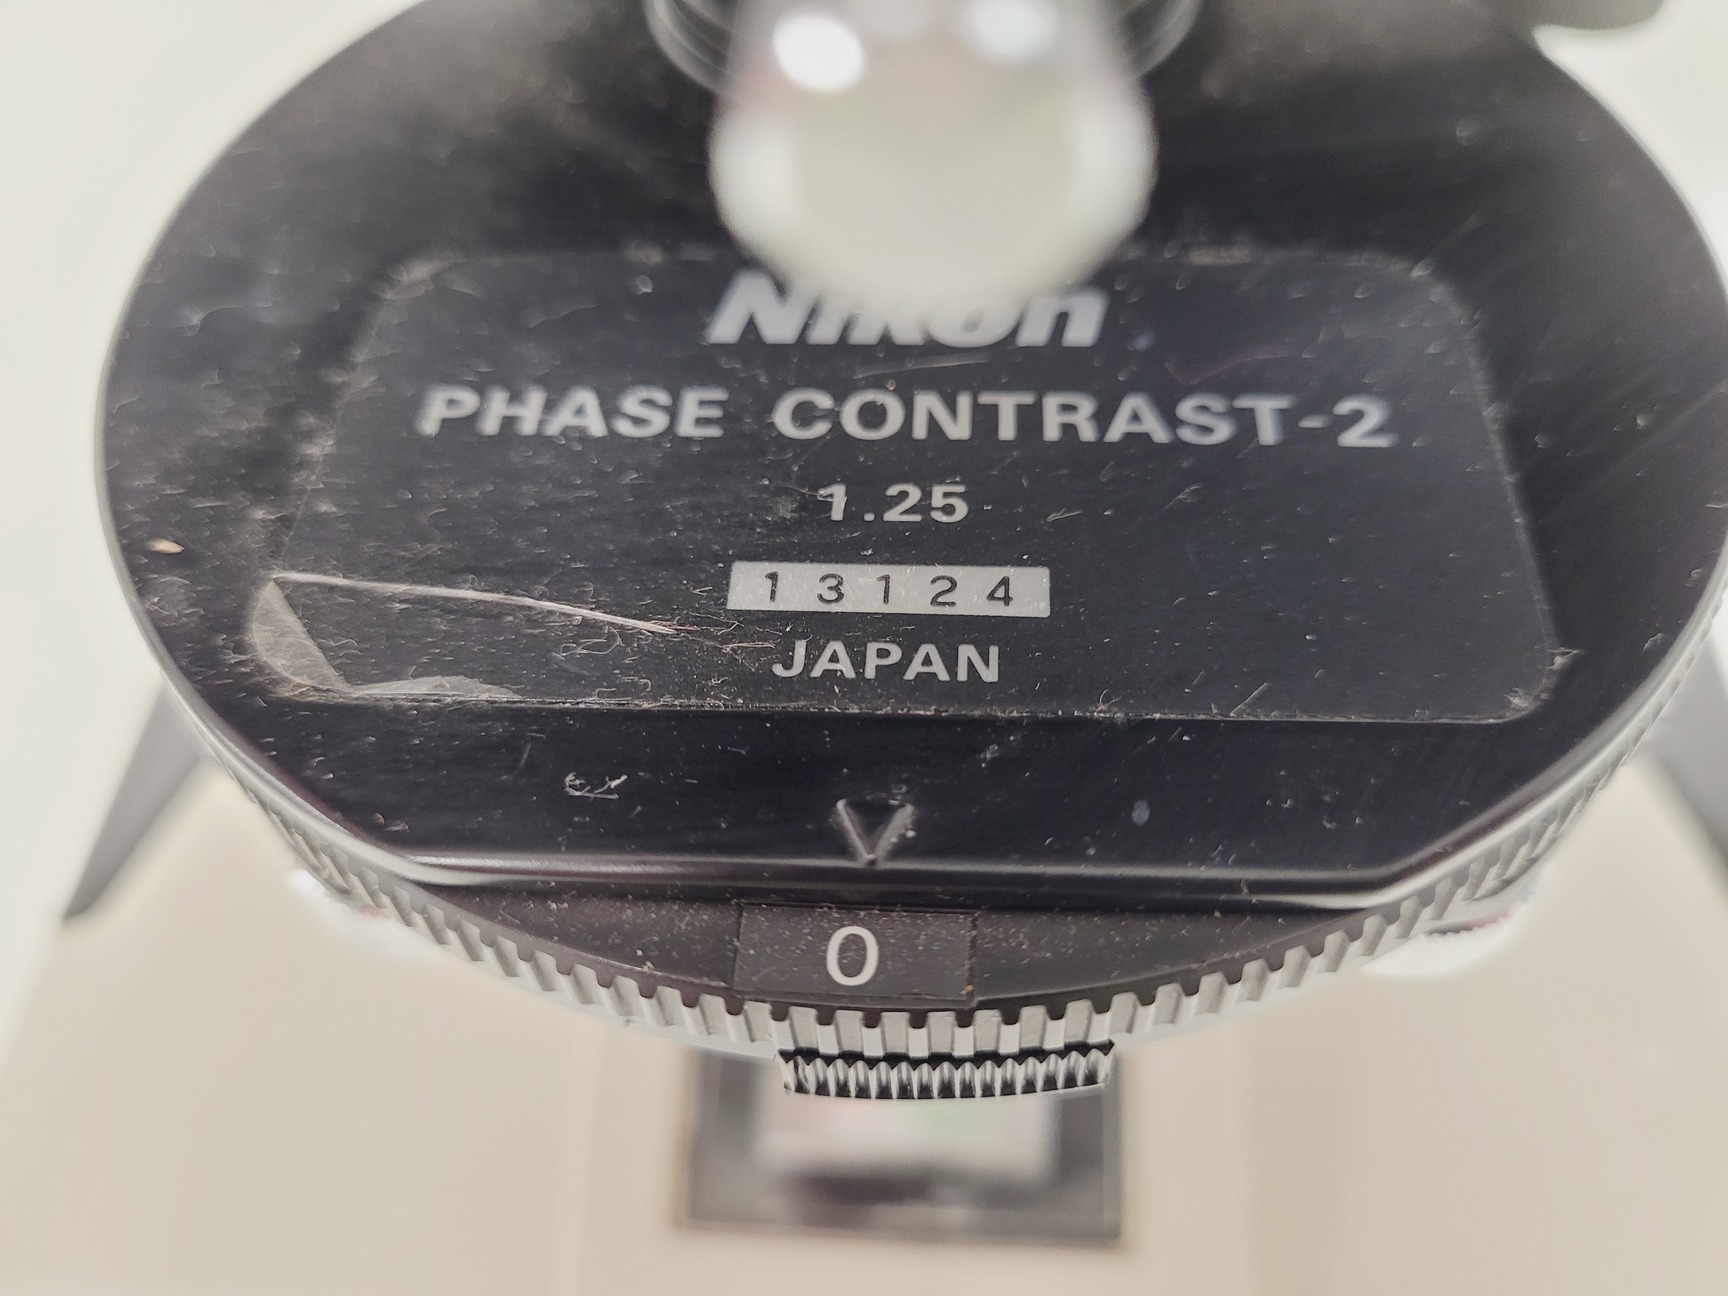 Nikon
PHASE CONTRAST-2
1.25
13124
JAPAN
0